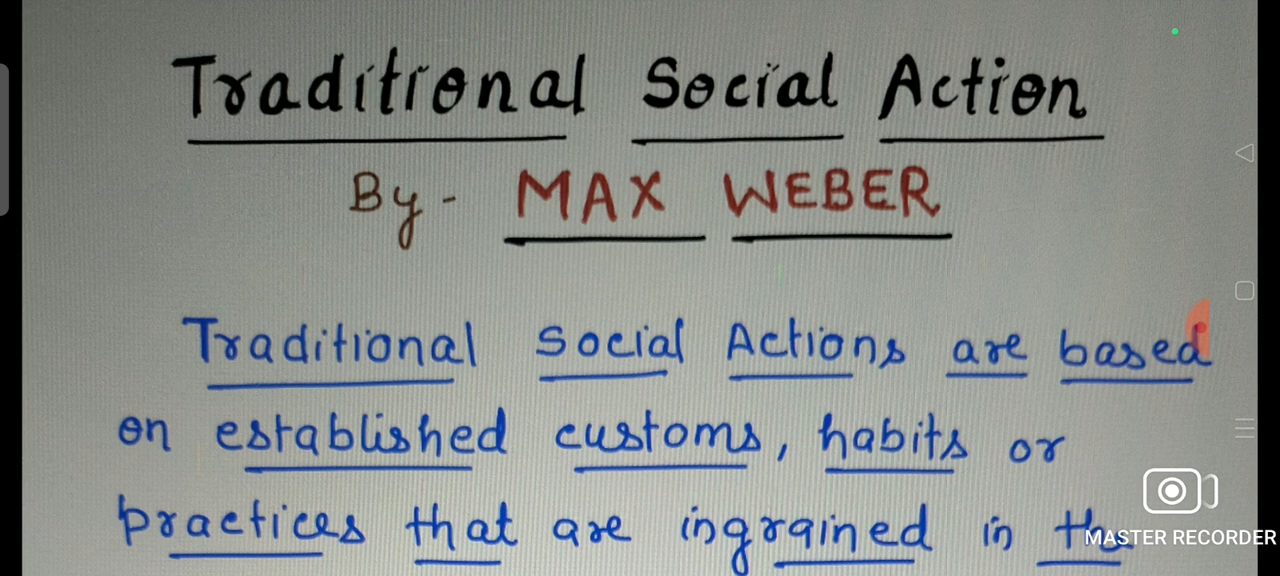 Traditional Social Action
By - MAX WEBER
Traditional Social Actions are based
on established customs, habits or
practices that are ingrained in the
MASTER RECORDER